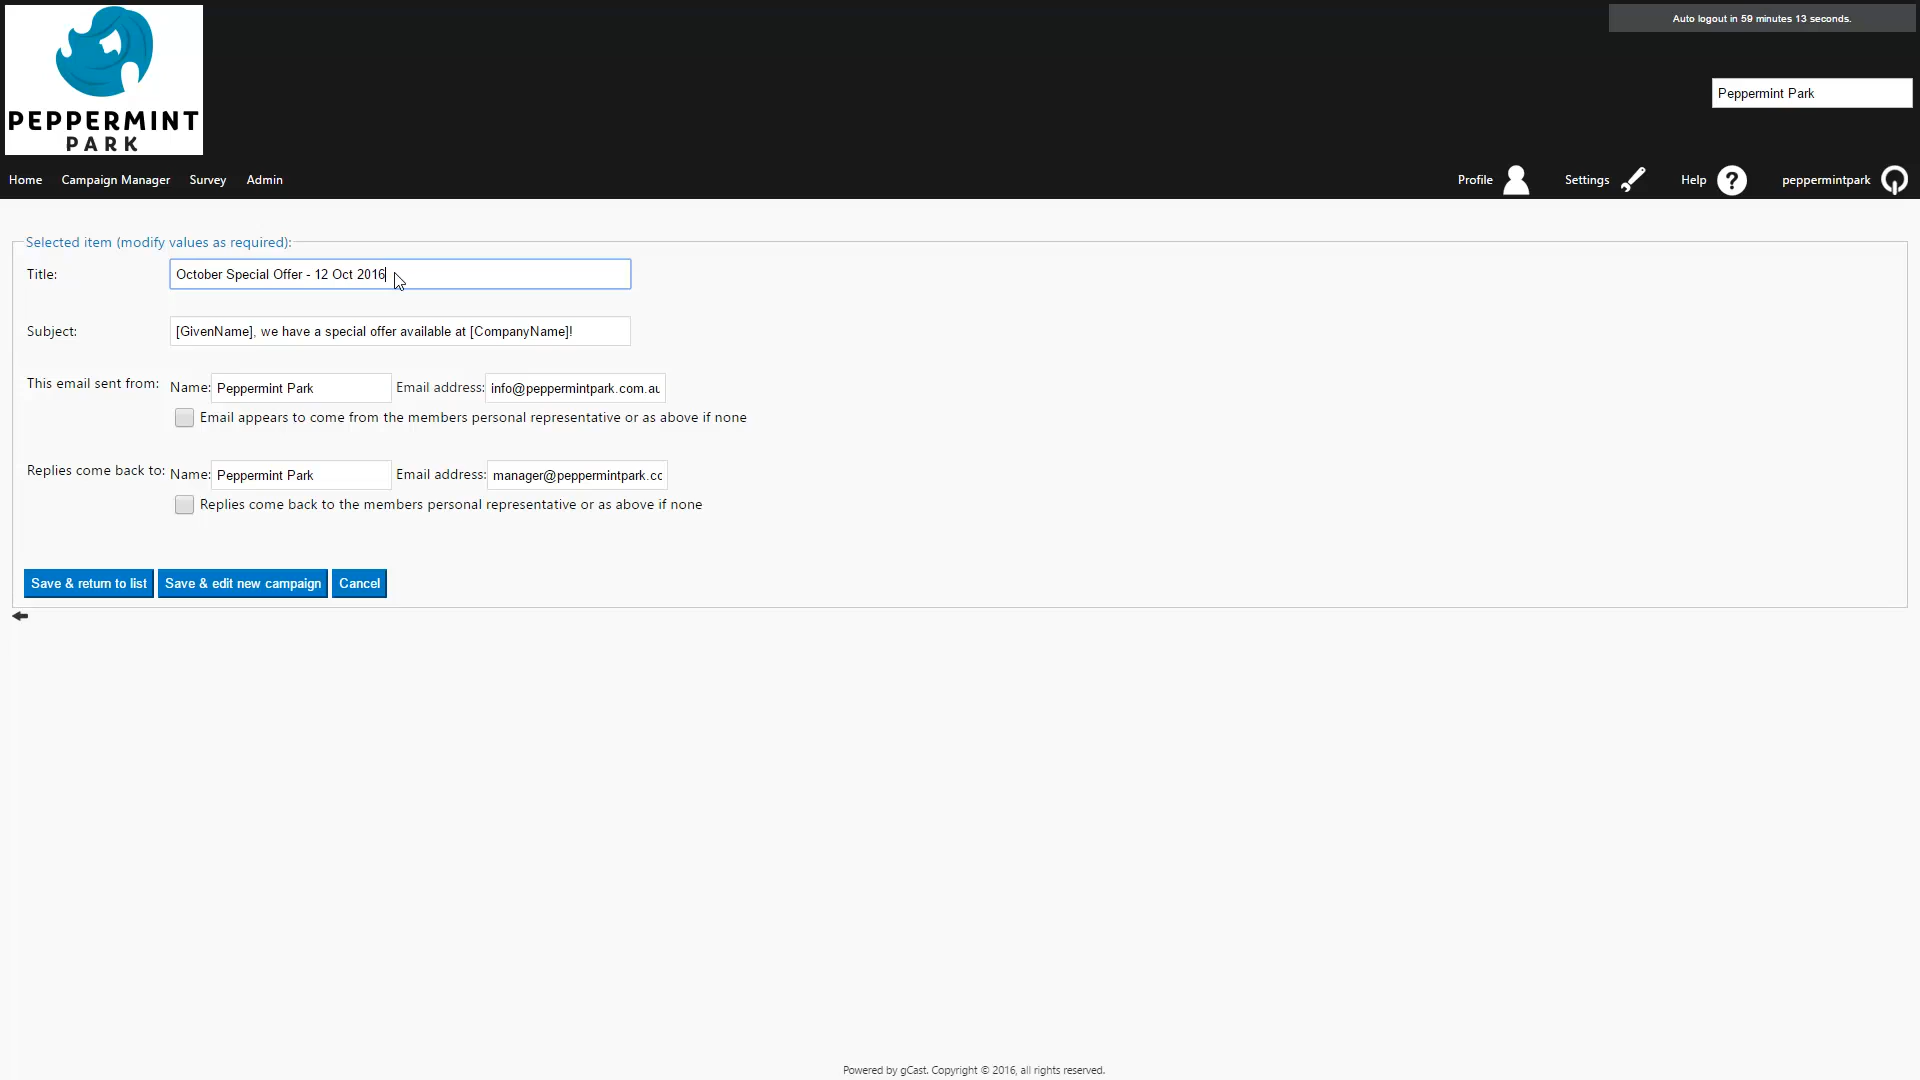 Auto logout in 59 minutes 13 seconds.
PEPPERMINT
PARK
Peppermint Park
Home Campaign Manager Survey Admin Profile Settings Help ? peppermintpark
Selected item (modify values as required):
Title: October Special Offer - 12 Oct 2016
Subject: [GivenName], we have a special offer available at [CompanyName]!
This email sent from: Name: Peppermint Park Email address: info@peppermintpark.com.au
Email appears to come from the members personal representative or as above if none
Replies come back to: Name: Peppermint Park Email address: manager@peppermintpark.cc
Replies come back to the members personal representative or as above if none
Save & return to list Save & edit new campaign Cancel
Powered by gCast. Copyright © 2016, all rights reserved.